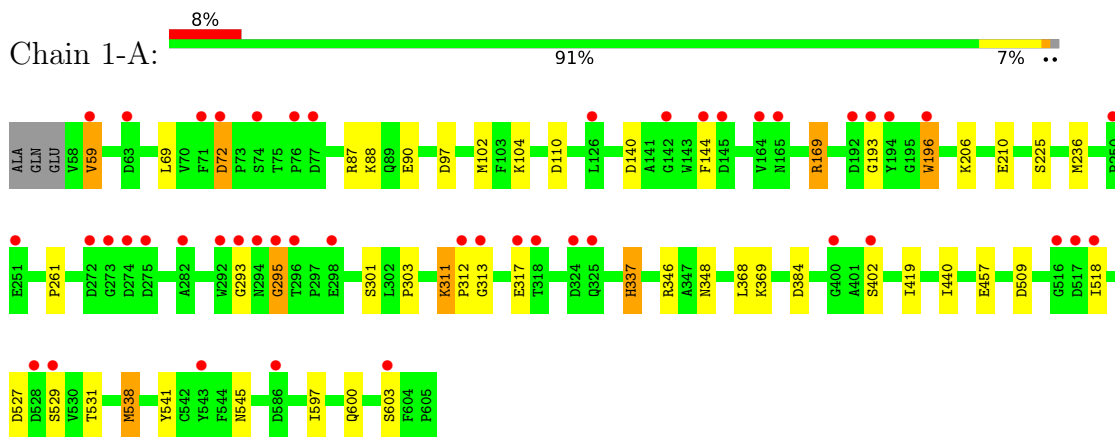 8%
Chain 1-A:
91% 7% ••
ALA GLN GLU V58 V59 D63 L69 V70 F71 D72 P73 S74 T75 P76 D77 R87 K88 Q89 E90 D97 M102 F103 K104 D110 L126 D140 A141 G142 W143 F144 D145 V164 N165 R169 D192 G193 Y194 G195 W196 K206 E210 S225 M236
E251 P261 D272 G273 D274 D275 A282 W292 G293 N294 G295 T296 P297 E298 S301 L302 P303 K311 P312 G313 E317 T318 D324 Q325 H337 R346 A347 N348 L368 K369 D384 G400 A401 S402 I419 I440 E457 D509 G516 D517 I518
D527 D528 S529 V530 T531 M538 Y541 C542 Y543 F544 N545 D586 I597 Q600 S603 F604 P605